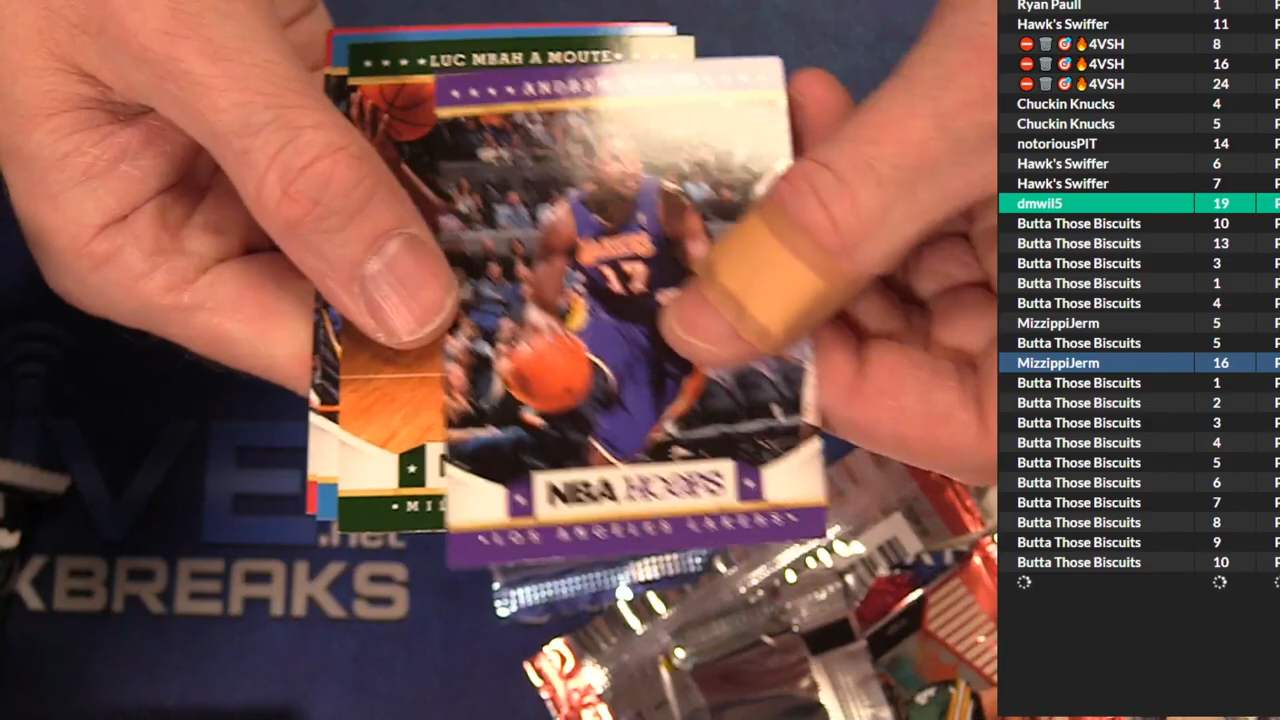 LUC MBAH A MOUTE
17
NBA HOOPS
LOS ANGELES LAKERS
MIL
.net
XBREAKS
Ryan Paull 1
Hawk's Swiffer 11
⛔🗑️🎯🔥4VSH 8
⛔🗑️🎯🔥4VSH 16
⛔🗑️🎯🔥4VSH 24
Chuckin Knucks 4
Chuckin Knucks 5
notoriousPIT 14
Hawk's Swiffer 6
Hawk's Swiffer 7
dmwil5 19
Butta Those Biscuits 10
Butta Those Biscuits 13
Butta Those Biscuits 3
Butta Those Biscuits 1
Butta Those Biscuits 4
MizzippiJerm 5
Butta Those Biscuits 5
MizzippiJerm 16
Butta Those Biscuits 1
Butta Those Biscuits 2
Butta Those Biscuits 3
Butta Those Biscuits 4
Butta Those Biscuits 5
Butta Those Biscuits 6
Butta Those Biscuits 7
Butta Those Biscuits 8
Butta Those Biscuits 9
Butta Those Biscuits 10